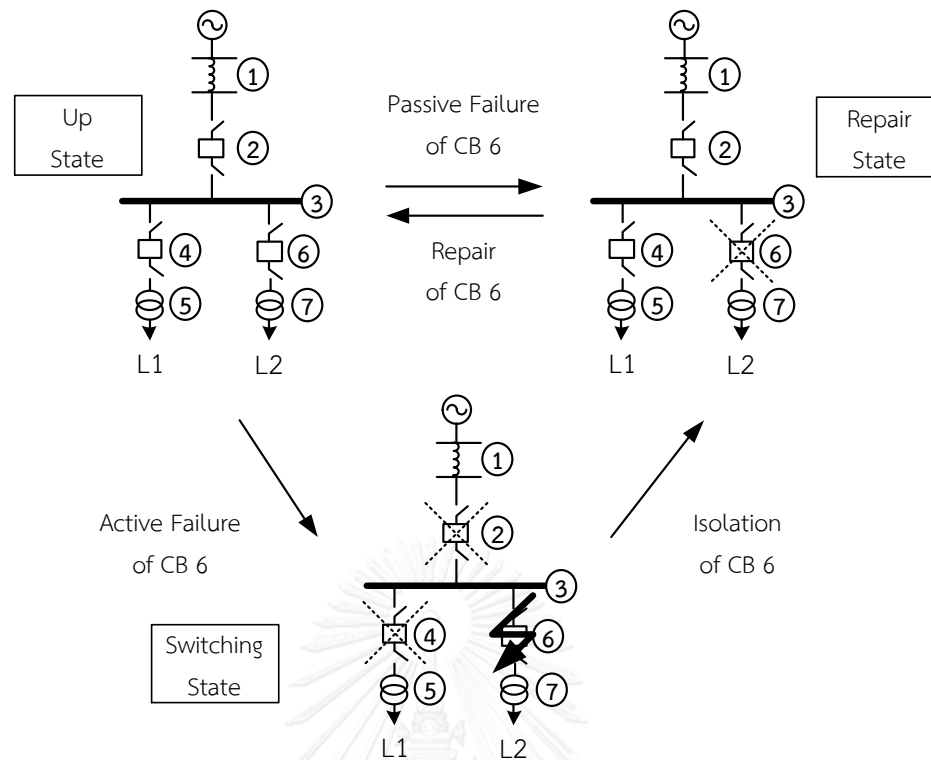 1
1
Up
State
Passive Failure
of CB 6
Repair
State
2
2
3
3
4
6
Repair
of CB 6
4
6
5
7
5
7
L1
L2
L1
L2
1
Active Failure
of CB 6
2
Isolation
of CB 6
3
Switching
State
4
6
5
7
L1
L2